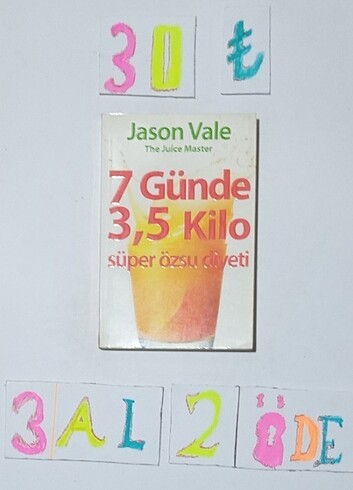 30 ₺
Jason Vale
The Juice Master
7 Günde
3,5 Kilo
süper özsu diyeti
3 AL 2 ÖDE